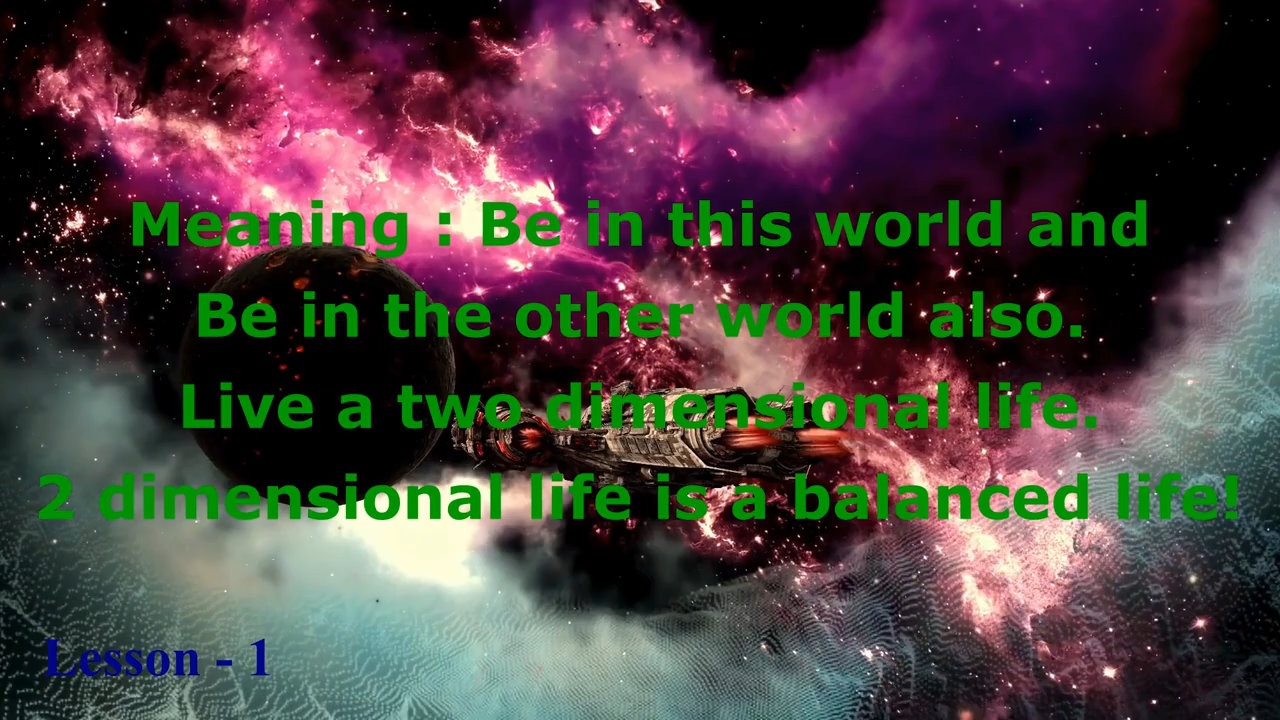 Meaning : Be in this world and
Be in the other world also.
Live a two dimensional life.
2 dimensional life is a balanced life!
Lesson - 1